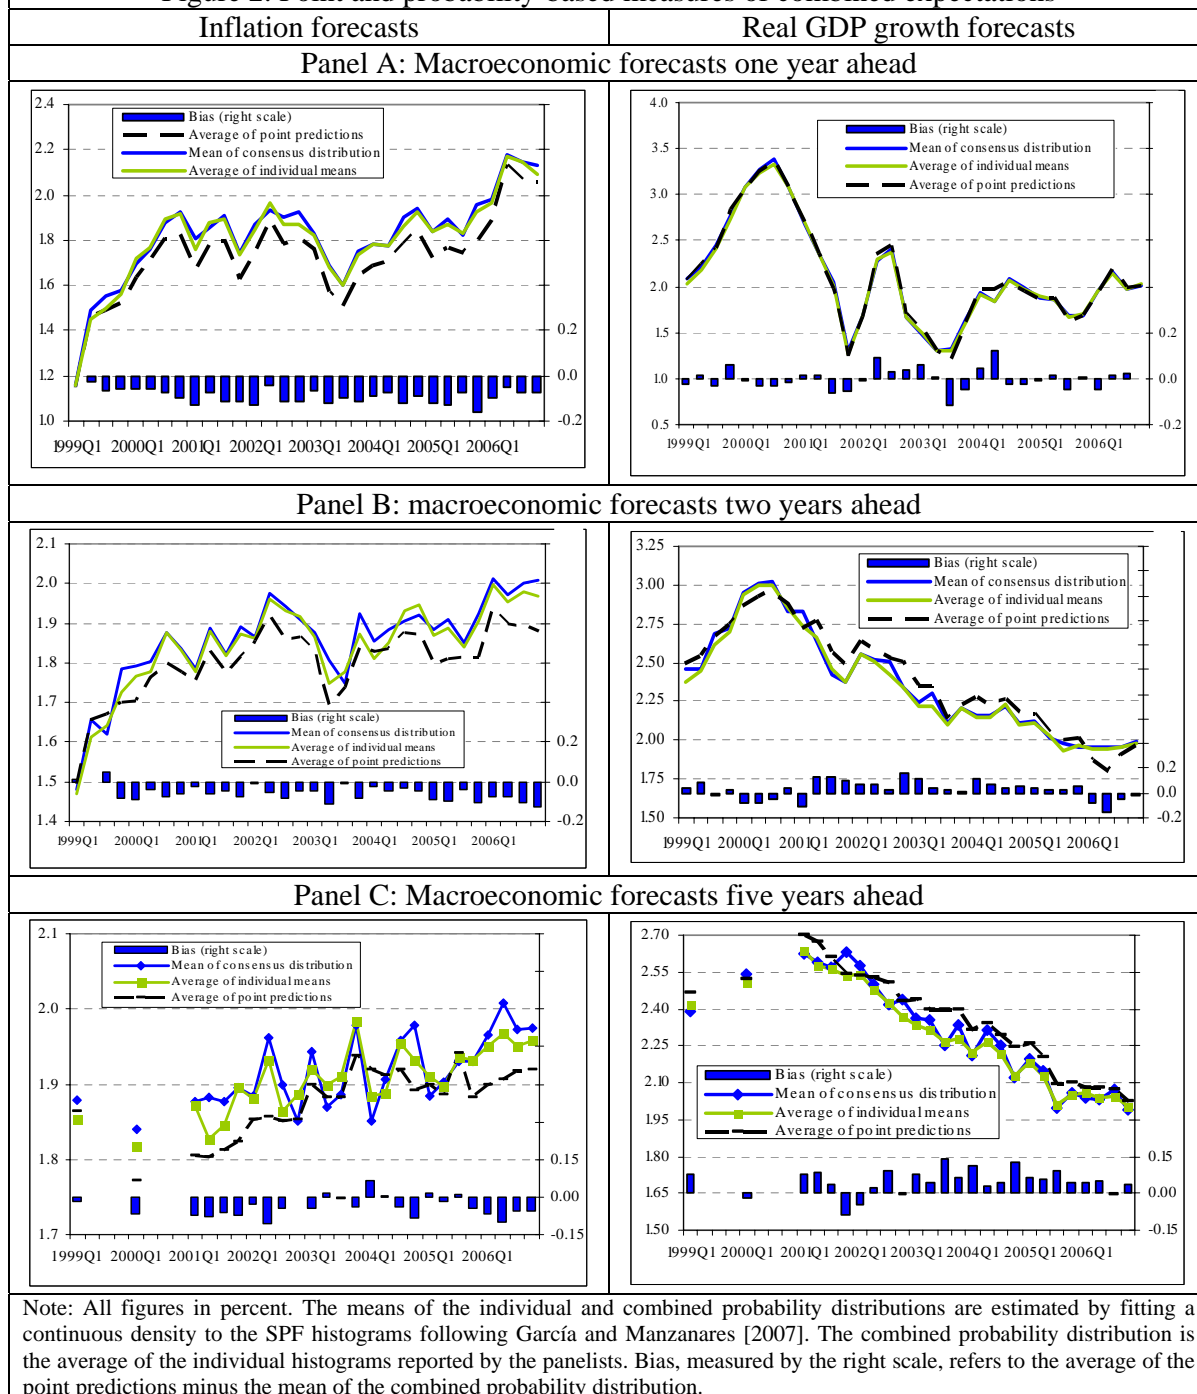 Figure 2: Point and probability-based measures of combined expectations
Inflation forecasts
Real GDP growth forecasts
Panel A: Macroeconomic forecasts one year ahead
2.4
2.2
2.0
1.8
1.6
1.4
1.2
1.0
0.2
0.0
-0.2
Bias (right scale)
Average of point predictions
Mean of consensus distribution
Average of individual means
1999Q1 2000Q1 2001Q1 2002Q1 2003Q1 2004Q1 2005Q1 2006Q1
4.0
3.5
3.0
2.5
2.0
1.5
1.0
0.5
0.2
0.0
-0.2
Bias (right scale)
Mean of consensus distribution
Average of individual means
Average of point predictions
1999Q1 2000Q1 2001Q1 2002Q1 2003Q1 2004Q1 2005Q1 2006Q1
Panel B: macroeconomic forecasts two years ahead
2.1
2.0
1.9
1.8
1.7
1.6
1.5
1.4
0.2
0.0
-0.2
Bias (right scale)
Mean of consensus distribution
Average of individual means
Average of point predictions
1999Q1 2000Q1 2001Q1 2002Q1 2003Q1 2004Q1 2005Q1 2006Q1
3.25
3.00
2.75
2.50
2.25
2.00
1.75
1.50
0.2
0.0
-0.2
Bias (right scale)
Mean of consensus distribution
Average of individual means
Average of point predictions
1999Q1 2000Q1 2001Q1 2002Q1 2003Q1 2004Q1 2005Q1 2006Q1
Panel C: Macroeconomic forecasts five years ahead
2.1
2.0
1.9
1.8
1.7
0.15
0.00
-0.15
Bias (right scale)
Mean of consensus distribution
Average of individual means
Average of point predictions
1999Q1 2000Q1 2001Q1 2002Q1 2003Q1 2004Q1 2005Q1 2006Q1
2.70
2.55
2.40
2.25
2.10
1.95
1.80
1.65
1.50
0.15
0.00
-0.15
Bias (right scale)
Mean of consensus distribution
Average of individual means
Average of point predictions
1999Q1 2000Q1 2001Q1 2002Q1 2003Q1 2004Q1 2005Q1 2006Q1
Note: All figures in percent. The means of the individual and combined probability distributions are estimated by fitting a
continuous density to the SPF histograms following García and Manzanares [2007]. The combined probability distribution is
the average of the individual histograms reported by the panelists. Bias, measured by the right scale, refers to the average of the
point predictions minus the mean of the combined probability distribution.